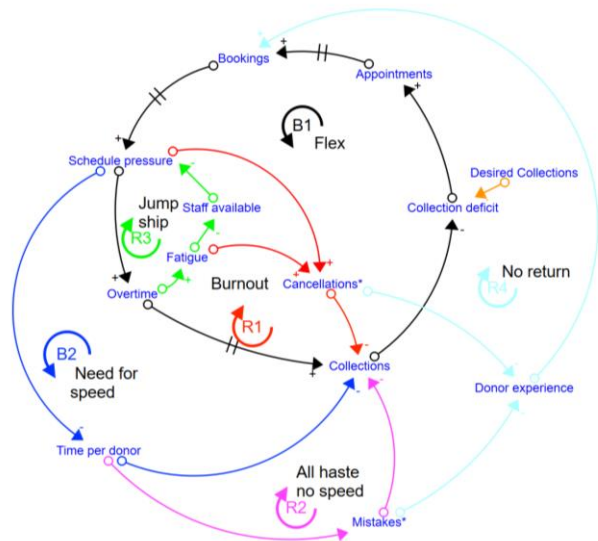 Bookings
Appointments
B1
Flex
Schedule pressure
Desired Collections
Staff available
Collection deficit
Jump
ship
R3
Fatigue
No return
R4
Burnout
Cancellations*
Overtime
R1
Collections
B2
Need for
speed
Donor experience
Time per donor
All haste
no speed
R2
Mistakes*
+
+
+
+
+
+
+
+
-
-
-
-
-
-
-